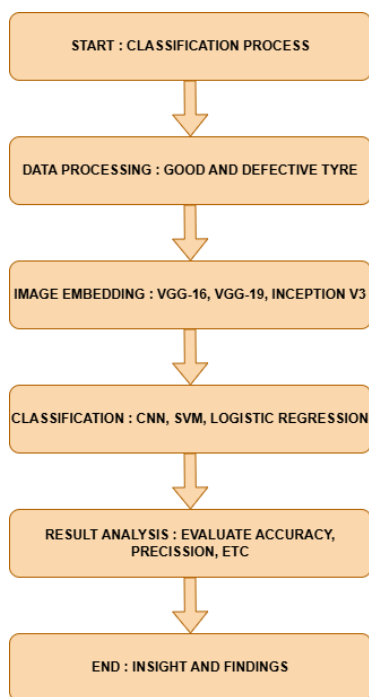 START : CLASSIFICATION PROCESS
DATA PROCESSING : GOOD AND DEFECTIVE TYRE
IMAGE EMBEDDING : VGG-16, VGG-19, INCEPTION V3
CLASSIFICATION : CNN, SVM, LOGISTIC REGRESSION
RESULT ANALYSIS : EVALUATE ACCURACY,
PRECISSION, ETC
END : INSIGHT AND FINDINGS